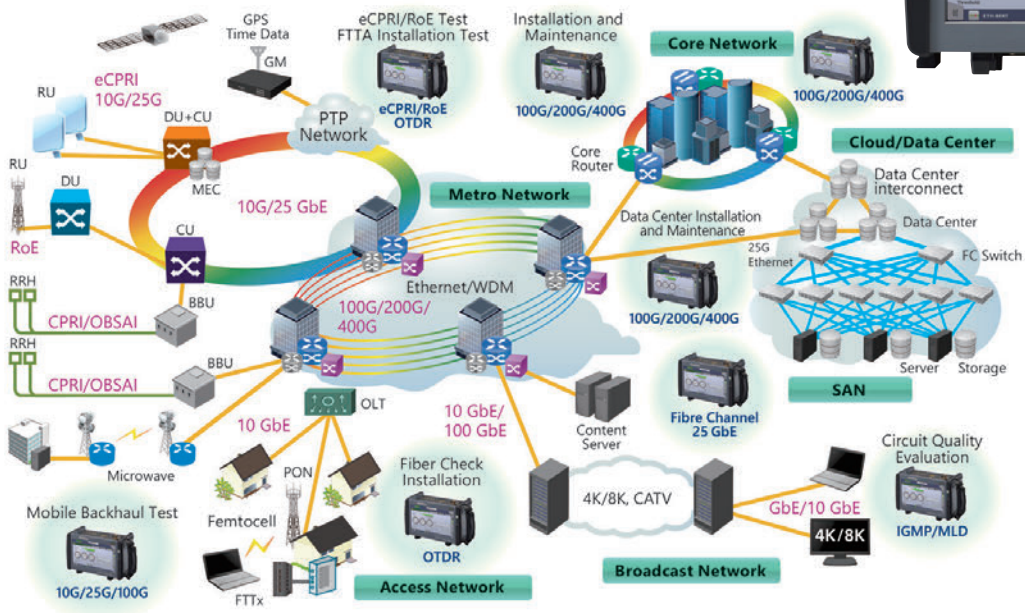 GPS
Time Data
GM
eCPRI/RoE Test
FTTA Installation Test
eCPRI/RoE
OTDR
Installation and
Maintenance
100G/200G/400G
Core Network
100G/200G/400G
eCPRI
10G/25G
RU
DU+CU
MEC
PTP
Network
Core
Router
Cloud/Data Center
RU
DU
RoE
10G/25 GbE
Metro Network
Data Center
interconnect
Data Center
Data Center Installation
and Maintenance
100G/200G/400G
25G
Ethernet
FC Switch
CU
Ethernet/WDM
100G/200G/
400G
RRH
CPRI/OBSAI
BBU
RRH
CPRI/OBSAI
BBU
Server
Storage
SAN
Fibre Channel
25 GbE
Microwave
10 GbE
OLT
PON
Femtocell
FTTx
10 GbE/
100 GbE
Content
Server
Fiber Check
Installation
OTDR
Access Network
Mobile Backhaul Test
10G/25G/100G
4K/8K, CATV
Broadcast Network
GbE/10 GbE
4K/8K
Circuit Quality
Evaluation
IGMP/MLD